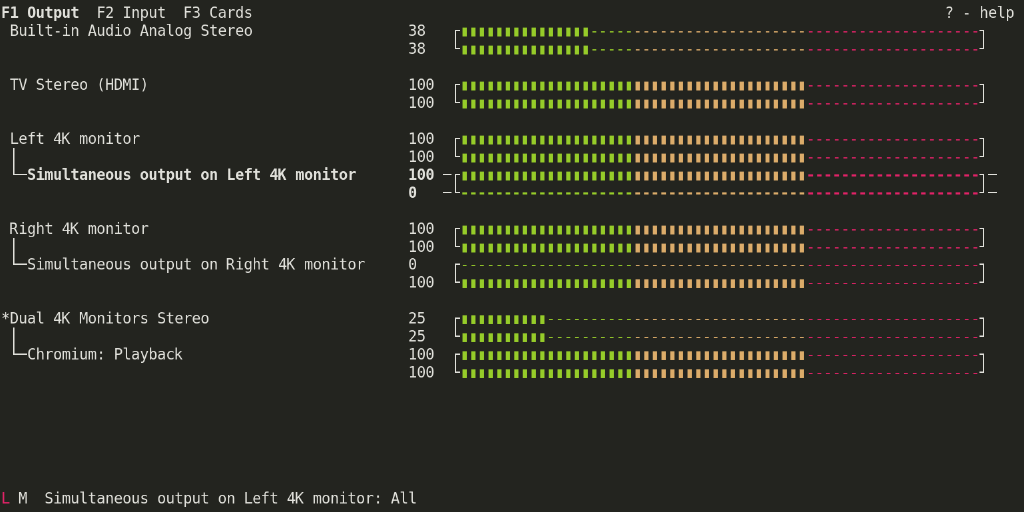 F1 Output  F2 Input  F3 Cards  ? - help
Built-in Audio Analog Stereo  38
38
TV Stereo (HDMI)  100
100
Left 4K monitor  100
100
Simultaneous output on Left 4K monitor  100
0
Right 4K monitor  100
100
Simultaneous output on Right 4K monitor  0
100
*Dual 4K Monitors Stereo  25
25
Chromium: Playback  100
100
L M  Simultaneous output on Left 4K monitor: All